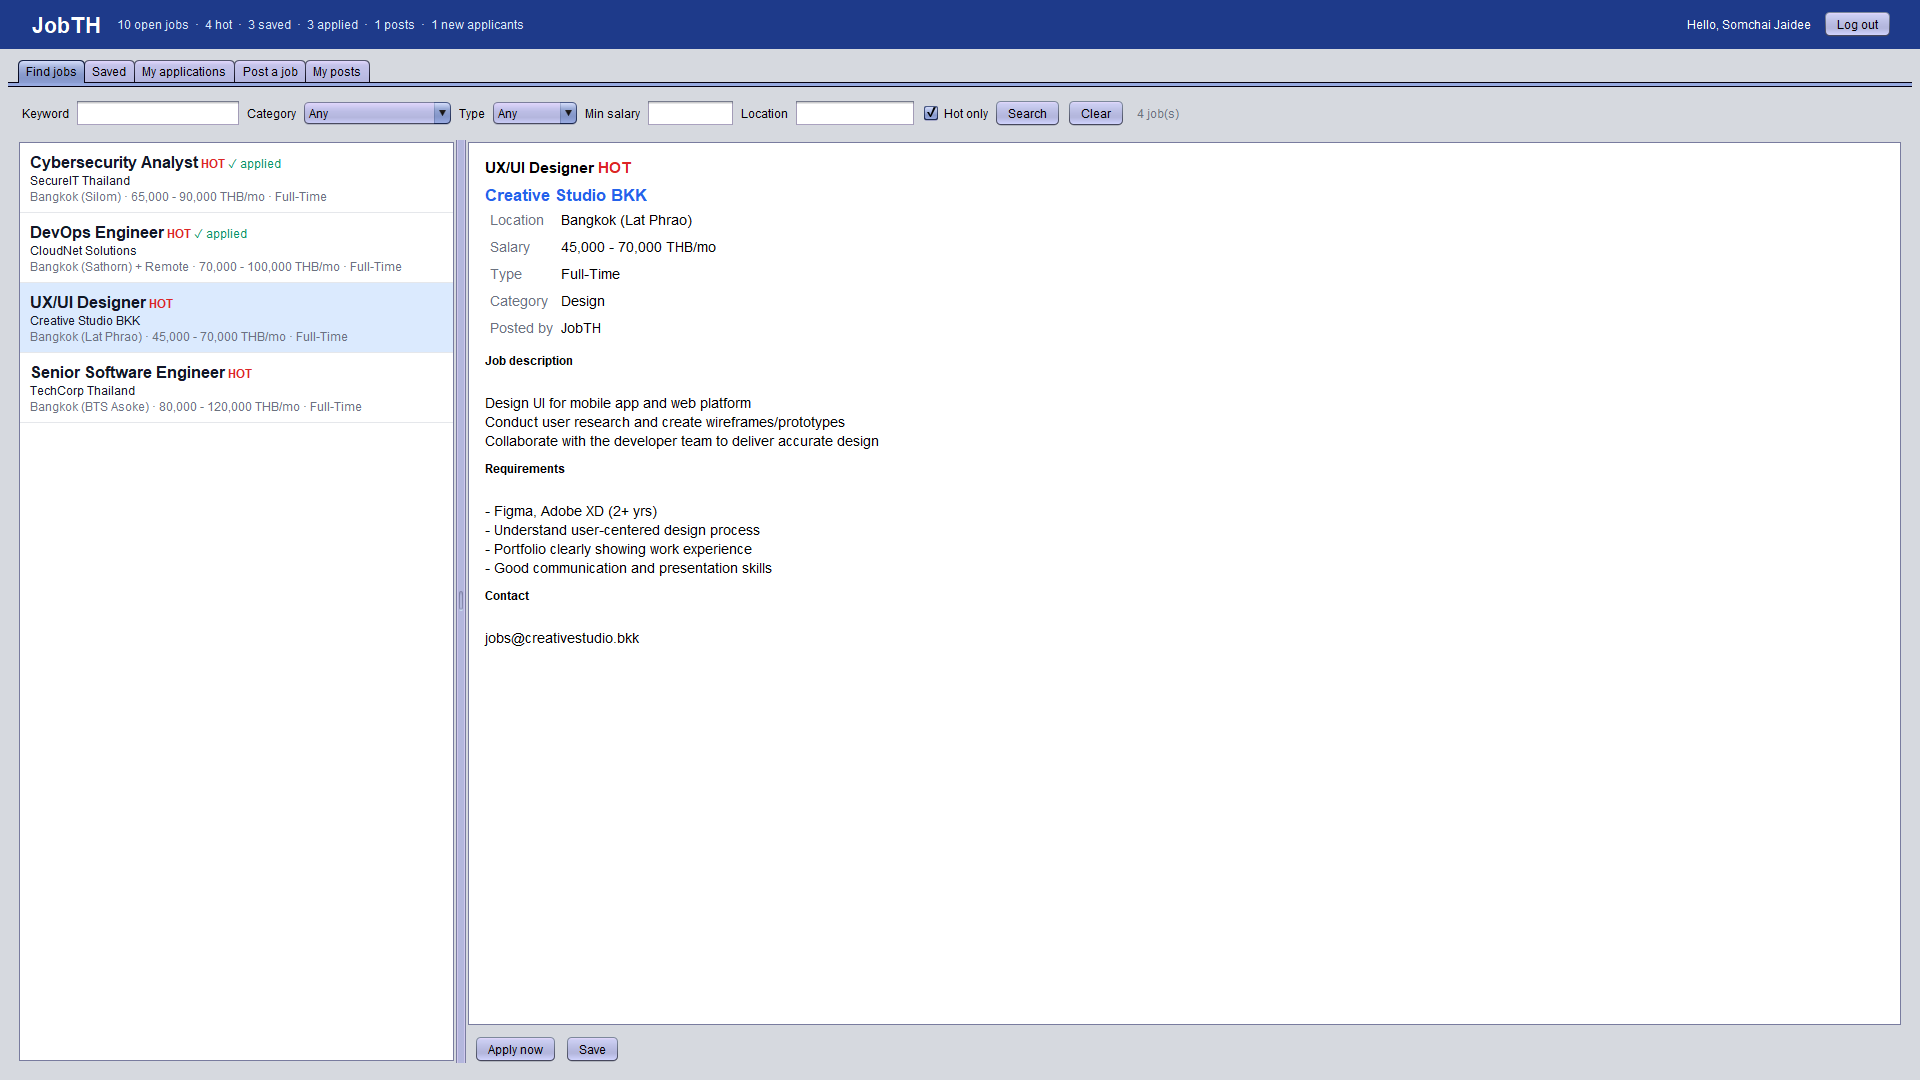 JobTH 10 open jobs · 4 hot · 3 saved · 3 applied · 1 posts · 1 new applicants Hello, Somchai Jaidee Log out
Find jobs Saved My applications Post a job My posts
Keyword Category Any Type Any Min salary Location Hot only Search Clear 4 job(s)
Cybersecurity Analyst HOT ✓ applied
SecureIT Thailand
Bangkok (Silom) · 65,000 - 90,000 THB/mo · Full-Time
DevOps Engineer HOT ✓ applied
CloudNet Solutions
Bangkok (Sathorn) + Remote · 70,000 - 100,000 THB/mo · Full-Time
UX/UI Designer HOT
Creative Studio BKK
Bangkok (Lat Phrao) · 45,000 - 70,000 THB/mo · Full-Time
Senior Software Engineer HOT
TechCorp Thailand
Bangkok (BTS Asoke) · 80,000 - 120,000 THB/mo · Full-Time
UX/UI Designer HOT
Creative Studio BKK
Location Bangkok (Lat Phrao)
Salary 45,000 - 70,000 THB/mo
Type Full-Time
Category Design
Posted by JobTH
Job description
Design UI for mobile app and web platform
Conduct user research and create wireframes/prototypes
Collaborate with the developer team to deliver accurate design
Requirements
- Figma, Adobe XD (2+ yrs)
- Understand user-centered design process
- Portfolio clearly showing work experience
- Good communication and presentation skills
Contact
jobs@creativestudio.bkk
Apply now Save